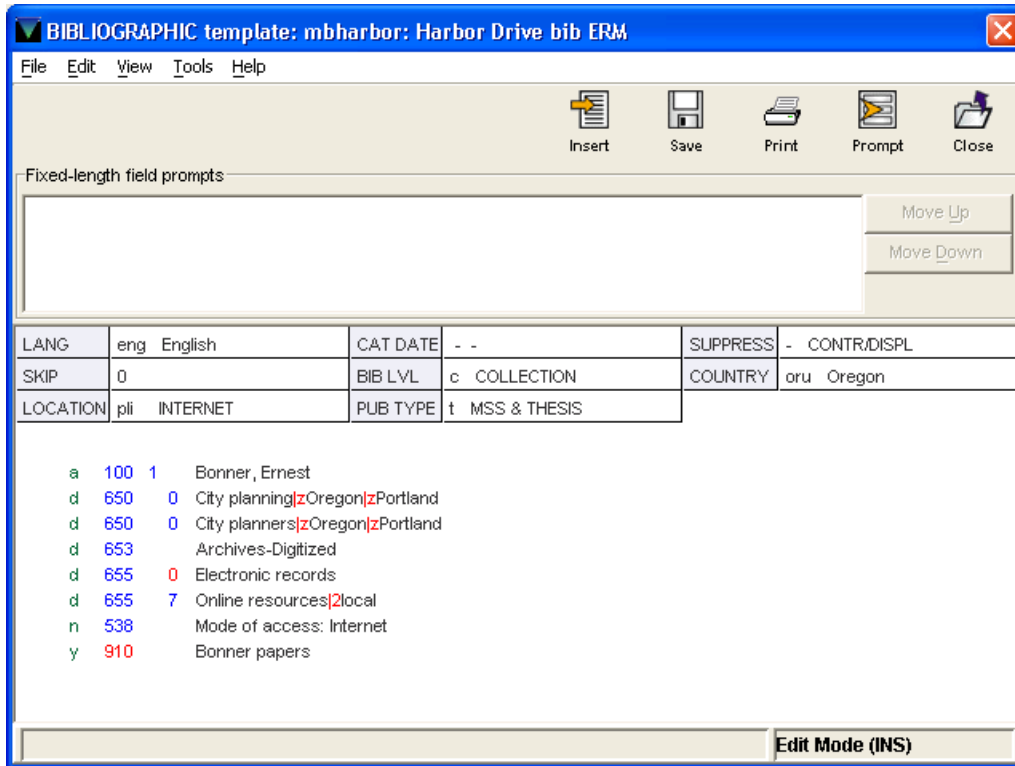 BIBLIOGRAPHIC template: mbharbor: Harbor Drive bib ERM
File Edit View Tools Help
Insert Save Print Prompt Close
Fixed-length field prompts
Move Up
Move Down
LANG eng English CAT DATE - - SUPPRESS - CONTR/DISPL
SKIP 0 BIB LVL c COLLECTION COUNTRY oru Oregon
LOCATION pli INTERNET PUB TYPE t MSS & THESIS
a 100 1 Bonner, Ernest
d 650 0 City planning|zOregon|zPortland
d 650 0 City planners|zOregon|zPortland
d 653 Archives-Digitized
d 655 0 Electronic records
d 655 7 Online resources|2local
n 538 Mode of access: Internet
y 910 Bonner papers
Edit Mode (INS)